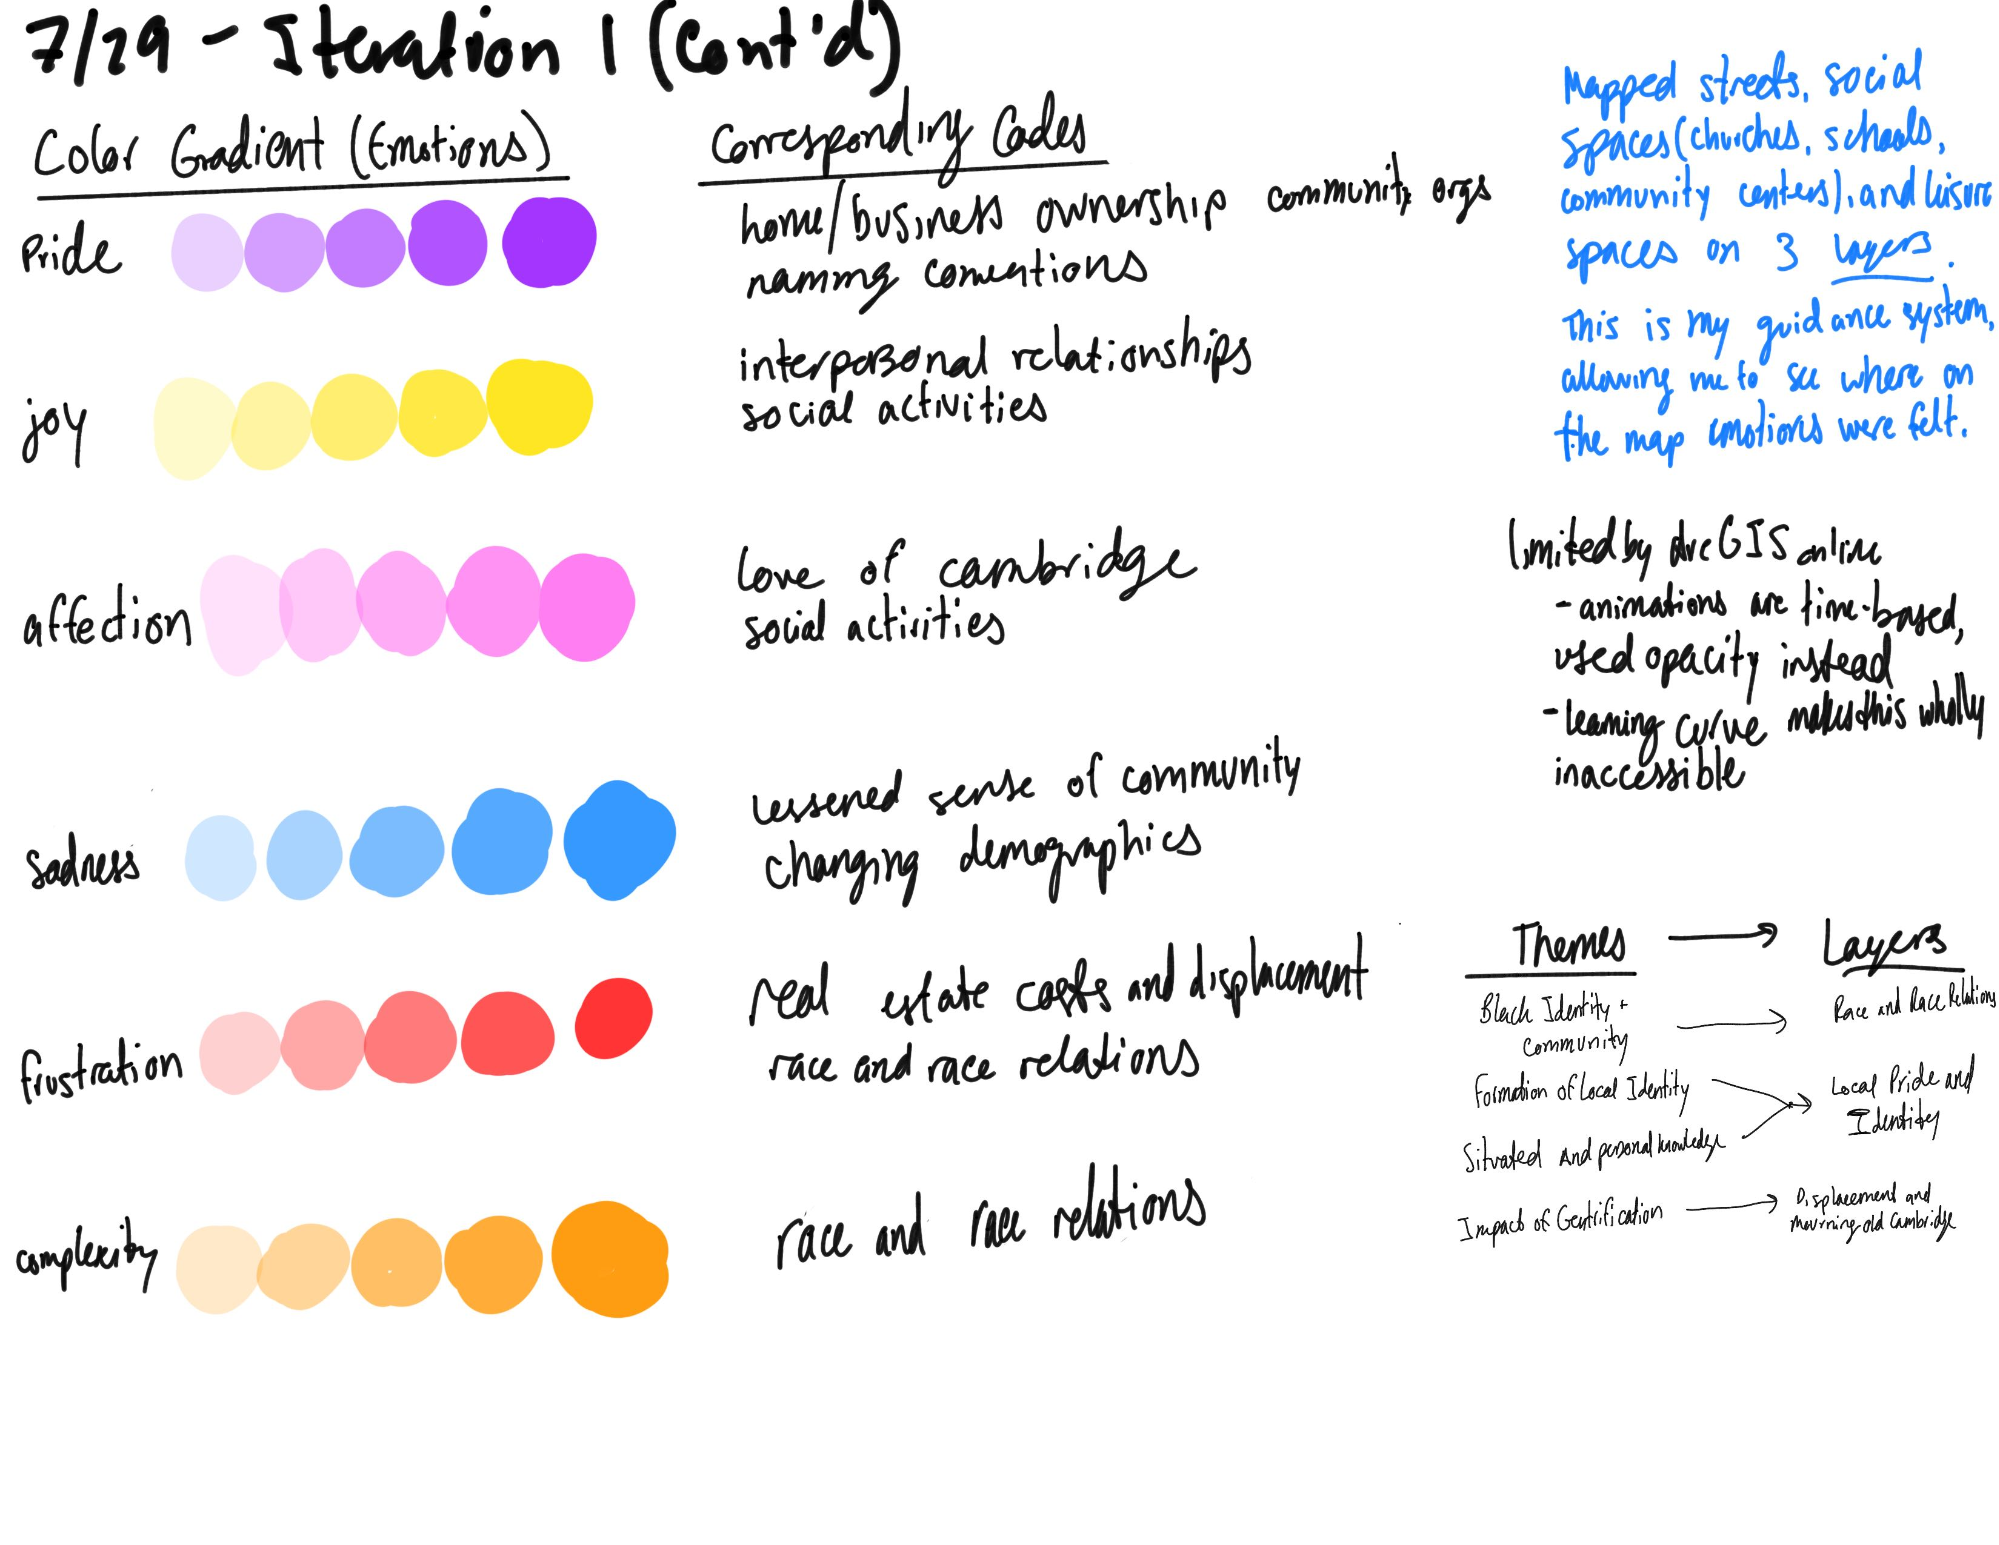 7/29 - Iteration 1 (Cont'd)
Color Gradient (Emotions)
Corresponding Codes
Pride
home/business ownership community orgs
naming conventions
joy
interpersonal relationships
social activities
affection
love of cambridge
social activities
sadness
lessened sense of community
changing demographics
frustration
real estate costs and displacement
race and race relations
complexity
race and race relations
Mapped streets, social
spaces (churches, schools,
community centers), and leisure
spaces on 3 layers.
This is my guidance system,
allowing me to see where on
the map emotions were felt.
limited by ArcGIS online
- animations are time-based,
used opacity instead
- learning curve makes this wholly
inaccessible
Themes → Layers
Black Identity +
Community
→ Race and Race Relations
Formation of Local Identity
Situated and personal knowledge
→ Local Pride and
Identity
Impact of Gentrification
→ Displacement and
mourning old Cambridge